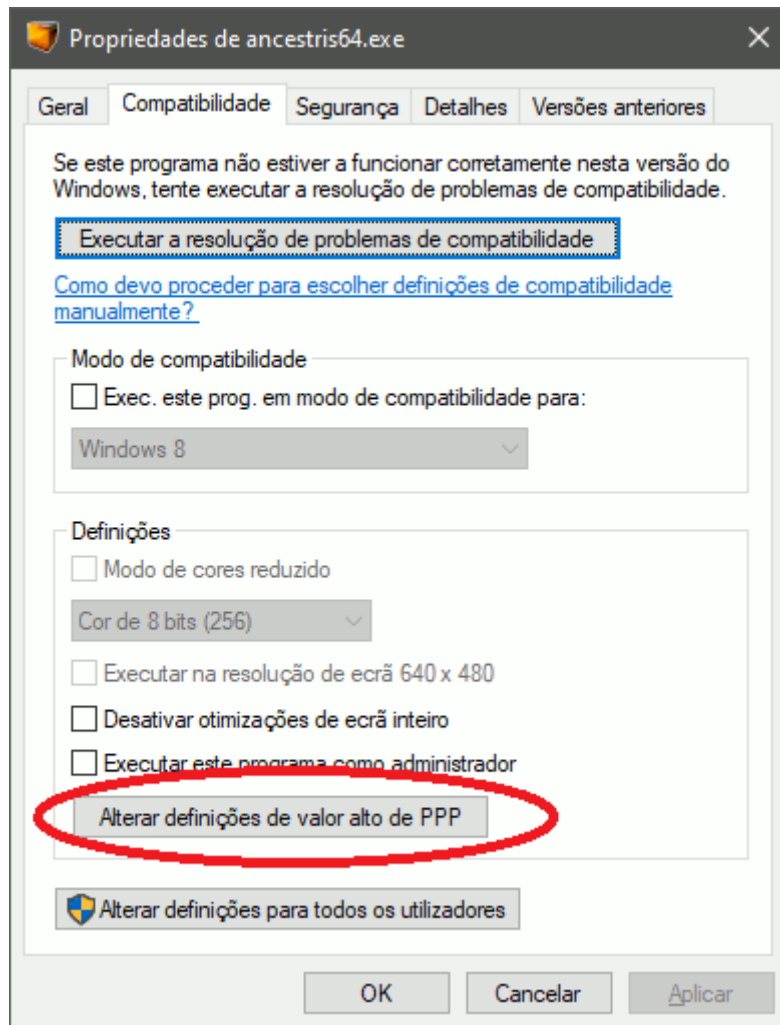 Propriedades de ancestris64.exe
Geral Compatibilidade Segurança Detalhes Versões anteriores
Se este programa não estiver a funcionar corretamente nesta versão do
Windows, tente executar a resolução de problemas de compatibilidade.
Executar a resolução de problemas de compatibilidade
Como devo proceder para escolher definições de compatibilidade
manualmente?
Modo de compatibilidade
Exec. este prog. em modo de compatibilidade para:
Windows 8
Definições
Modo de cores reduzido
Cor de 8 bits (256)
Executar na resolução de ecrã 640 x 480
Desativar otimizações de ecrã inteiro
Executar este programa como administrador
Alterar definições de valor alto de PPP
Alterar definições para todos os utilizadores
OK Cancelar Aplicar